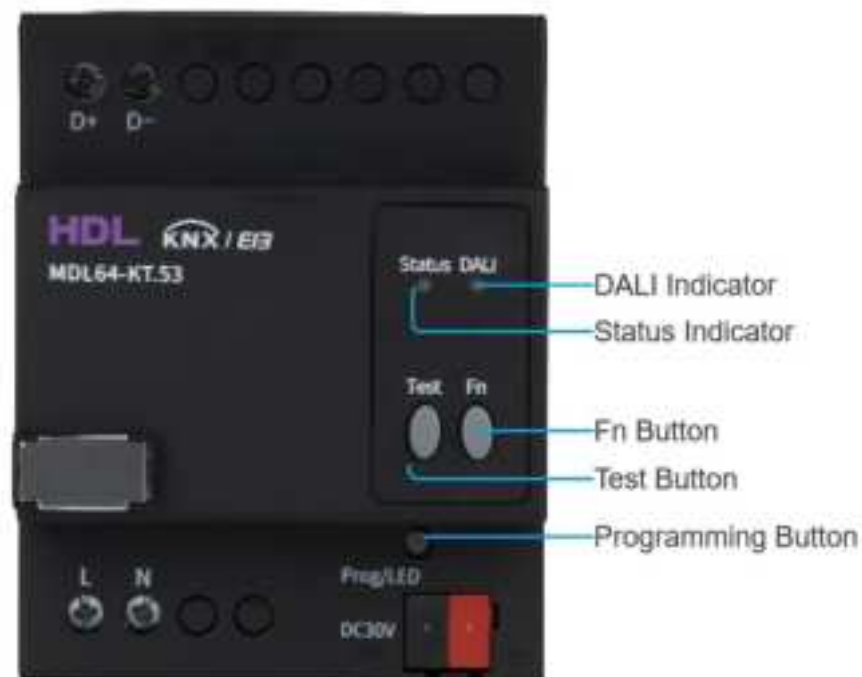 D+ D-
HDL KNX / EIB
MDL64-KT.53
Status DALI
DALI Indicator
Status Indicator
Test Fn
Fn Button
Test Button
Programming Button
L N
Prog/LED
DC30V